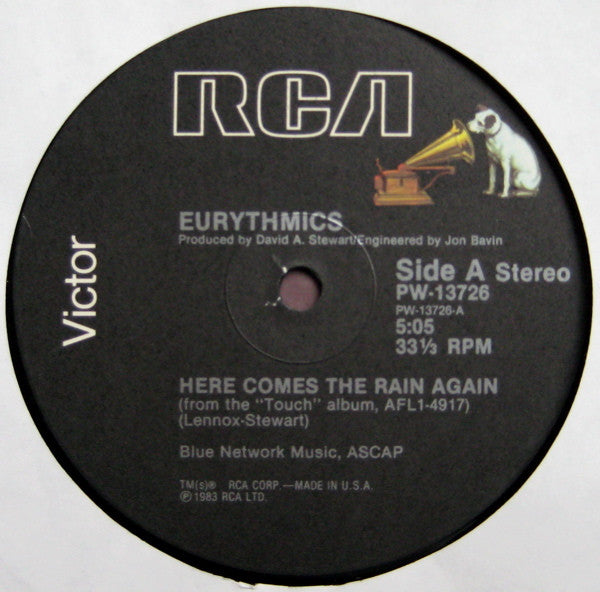 RCA
Victor
EURYTHMICS
Produced by David A. Stewart/Engineered by Jon Bavin
Side A Stereo
PW-13726
PW-13726-A
5:05
33⅓ RPM
HERE COMES THE RAIN AGAIN
(from the "Touch" album, AFL1-4917)
(Lennox-Stewart)
Blue Network Music, ASCAP
TM(s)® RCA CORP.—MADE IN U.S.A.
℗1983 RCA LTD.